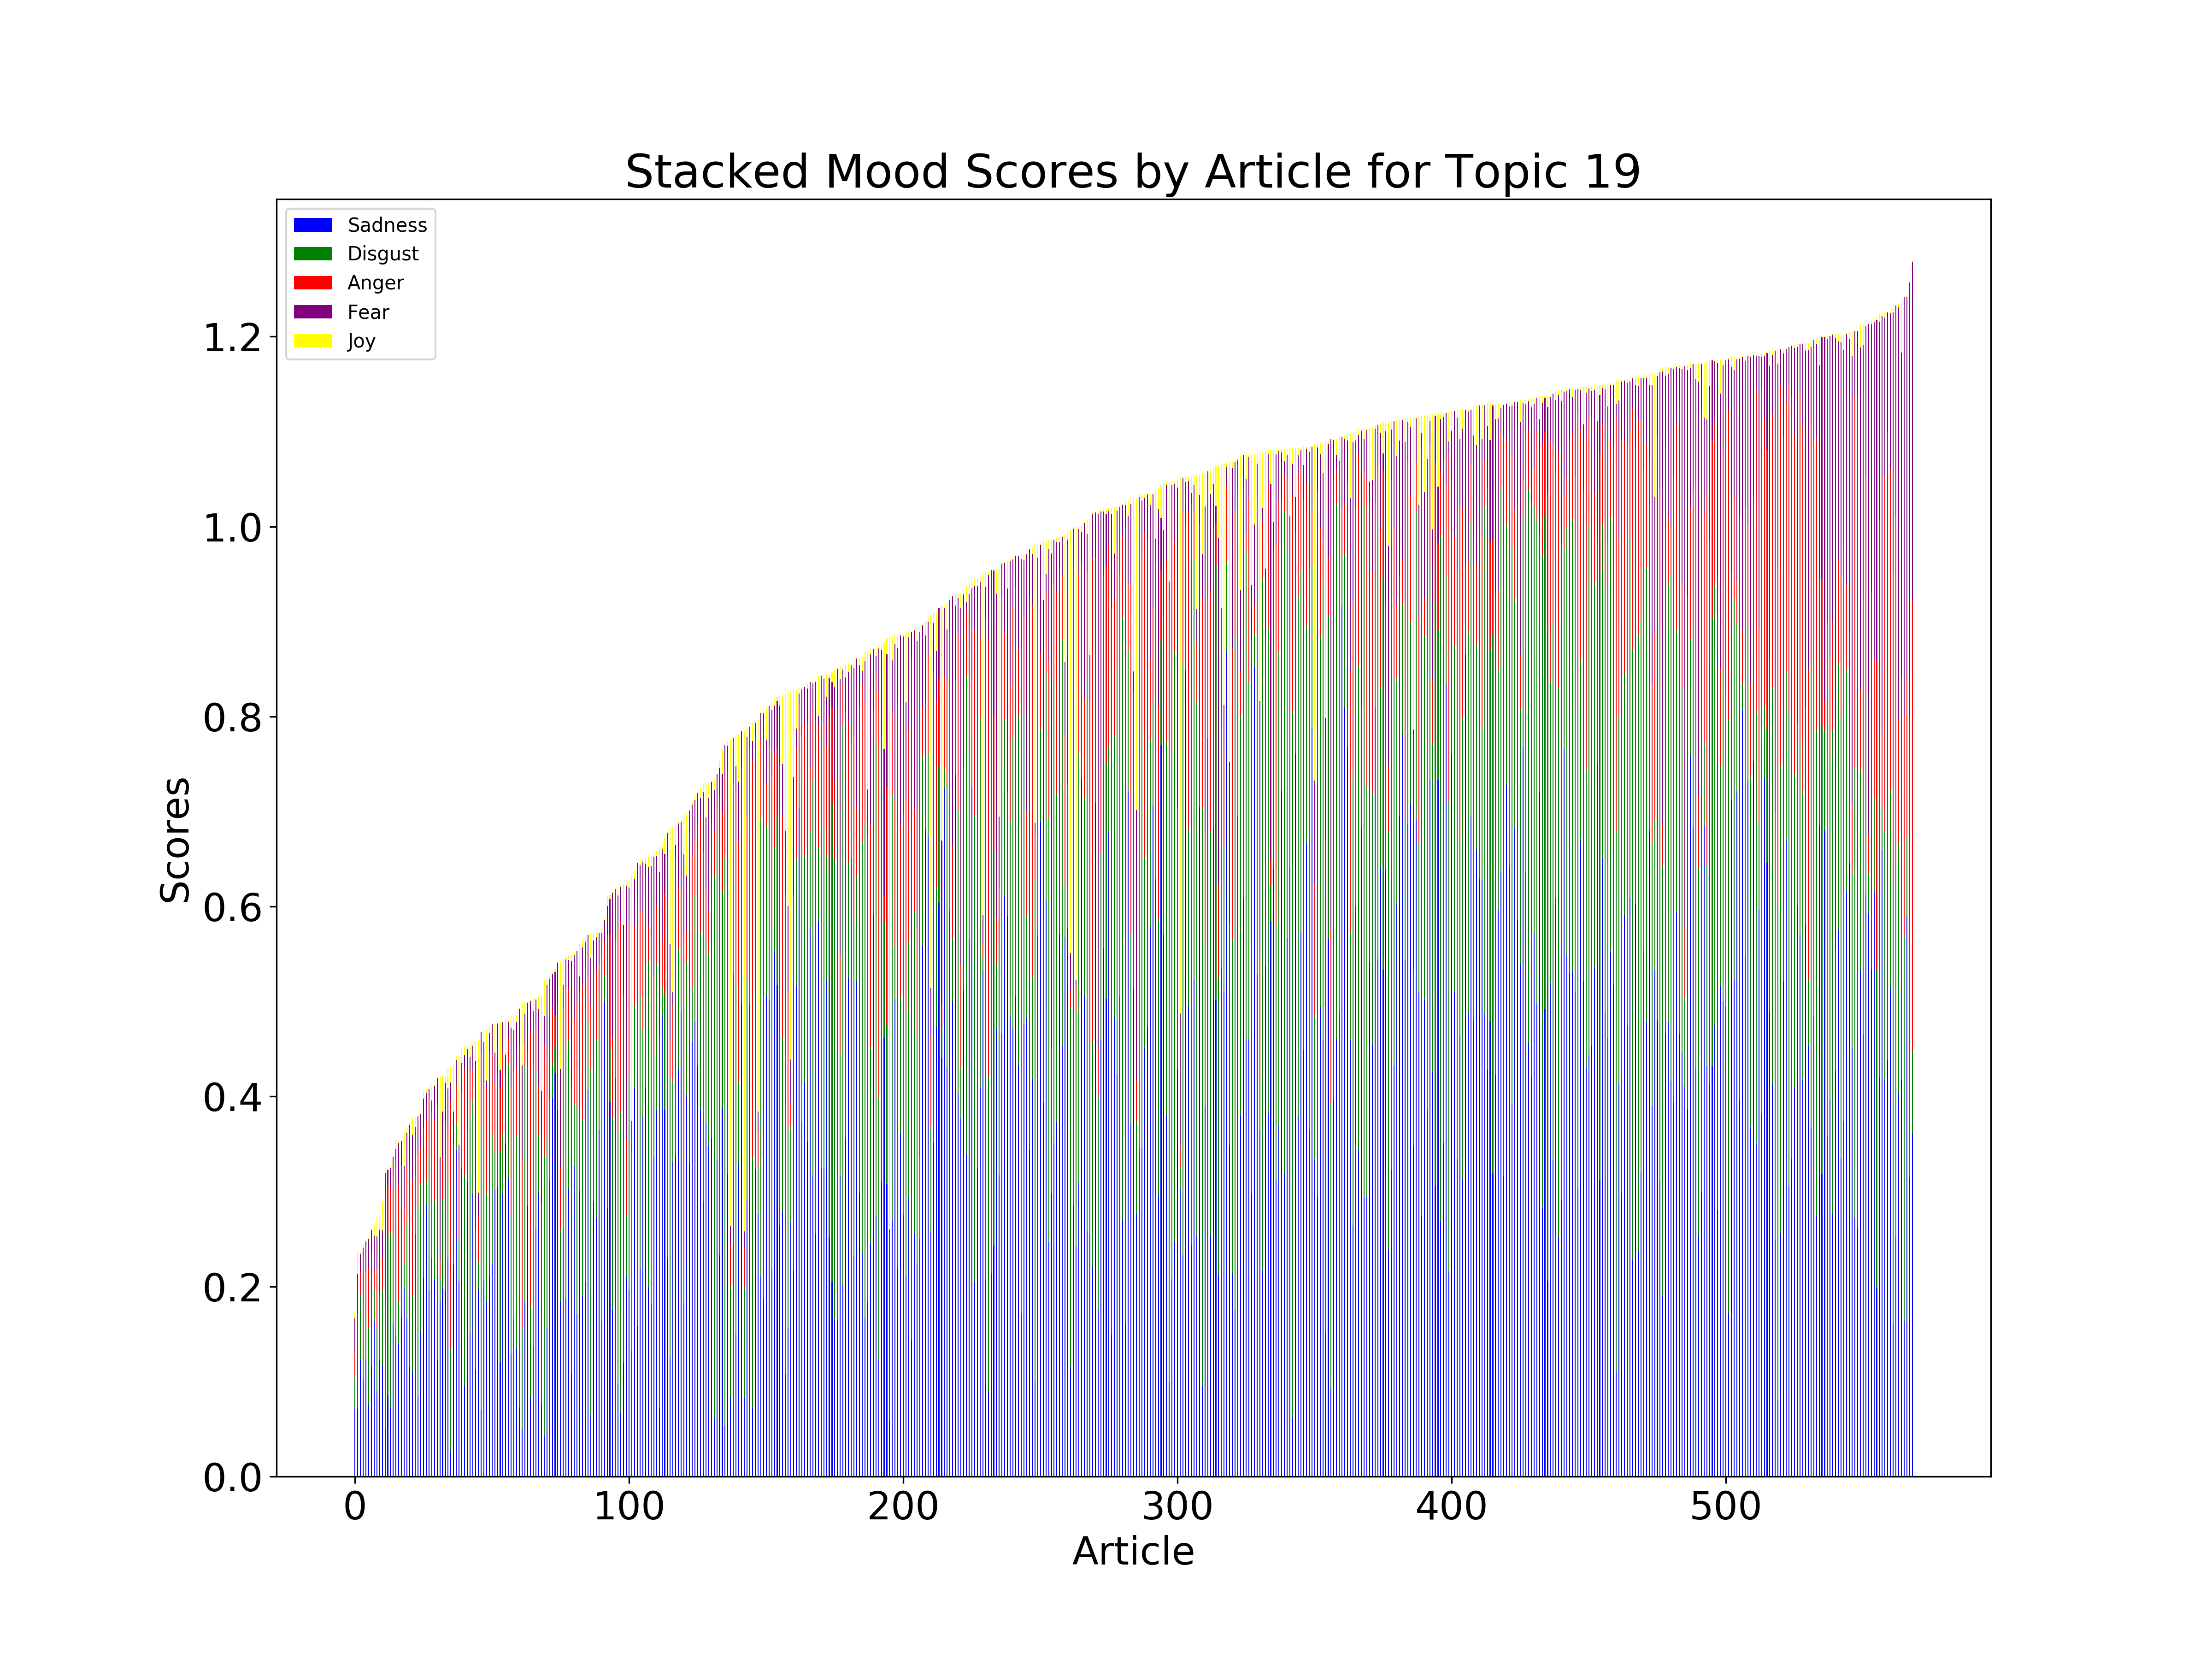 Stacked Mood Scores by Article for Topic 19
Sadness
Disgust
Anger
Fear
Joy
Scores
1.2
1.0
0.8
0.6
0.4
0.2
0.0
0 100 200 300 400 500
Article